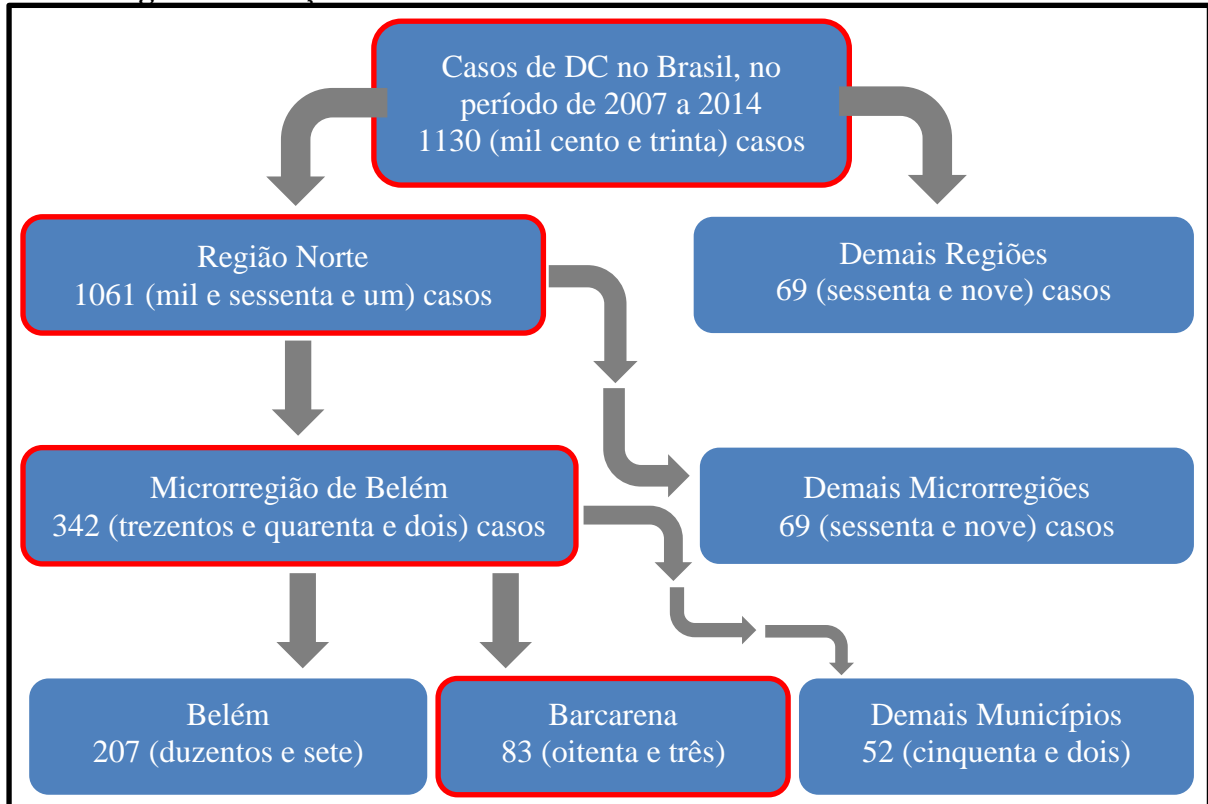 Casos de DC no Brasil, no
período de 2007 a 2014
1130 (mil cento e trinta) casos
Região Norte
1061 (mil e sessenta e um) casos
Demais Regiões
69 (sessenta e nove) casos
Microrregião de Belém
342 (trezentos e quarenta e dois) casos
Demais Microrregiões
69 (sessenta e nove) casos
Belém
207 (duzentos e sete)
Barcarena
83 (oitenta e três)
Demais Municípios
52 (cinquenta e dois)